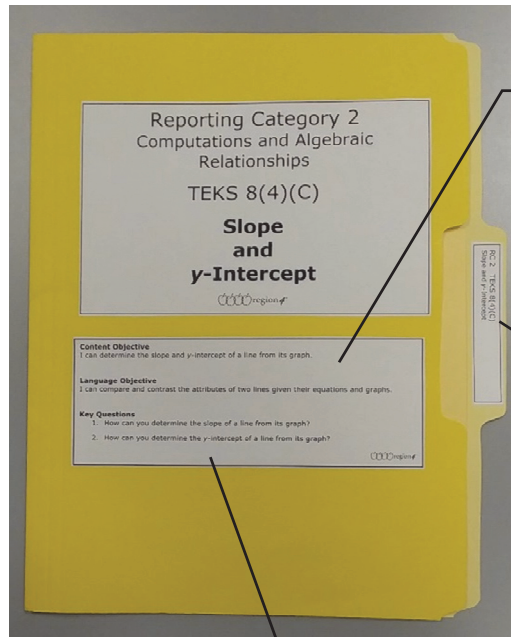 Reporting Category 2
Computations and Algebraic
Relationships
TEKS 8(4)(C)
Slope
and
y-Intercept
region 4
Content Objective
I can determine the slope and y-intercept of a line from its graph.
Language Objective
I can compare and contrast the attributes of two lines given their equations and graphs.
Key Questions
1. How can you determine the slope of a line from its graph?
2. How can you determine the y-intercept of a line from its graph?
region 4
RC 2 TEKS 8(4)(C)
Slope and y-Intercept